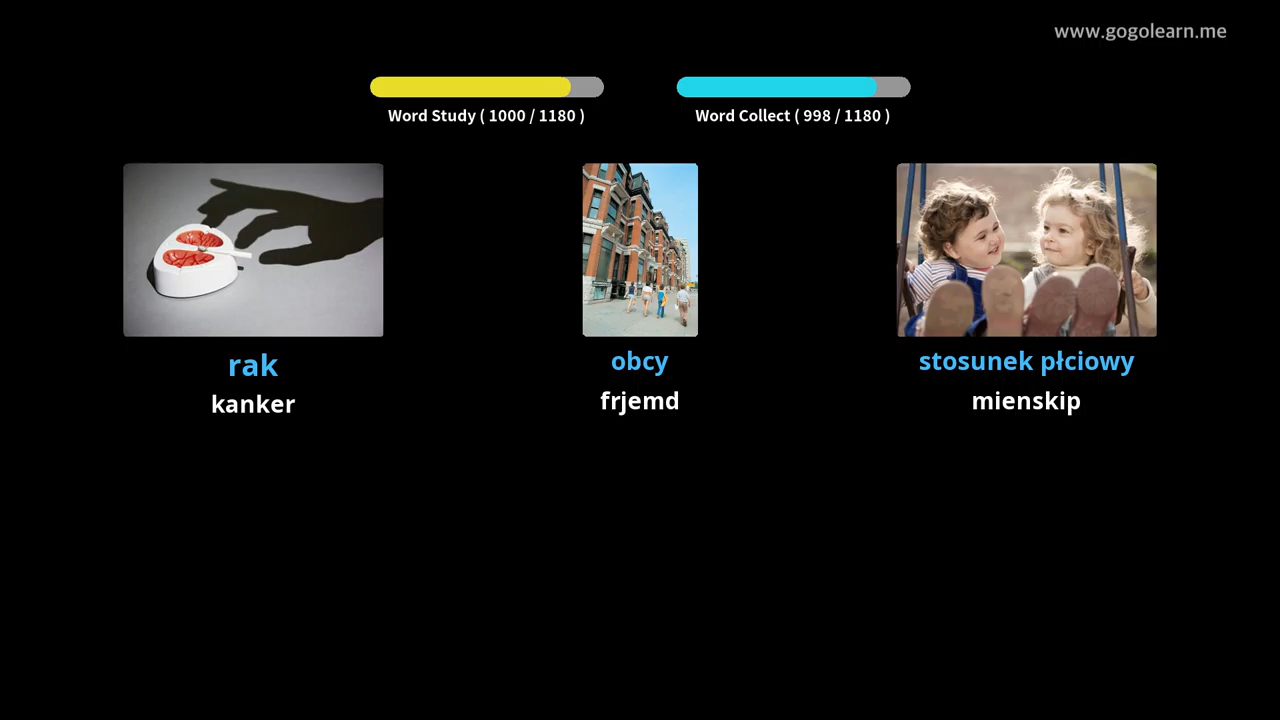 www.gogolearn.me
Word Study ( 1000 / 1180 )
Word Collect ( 998 / 1180 )
rak
kanker
obcy
frjemd
stosunek płciowy
mienskip